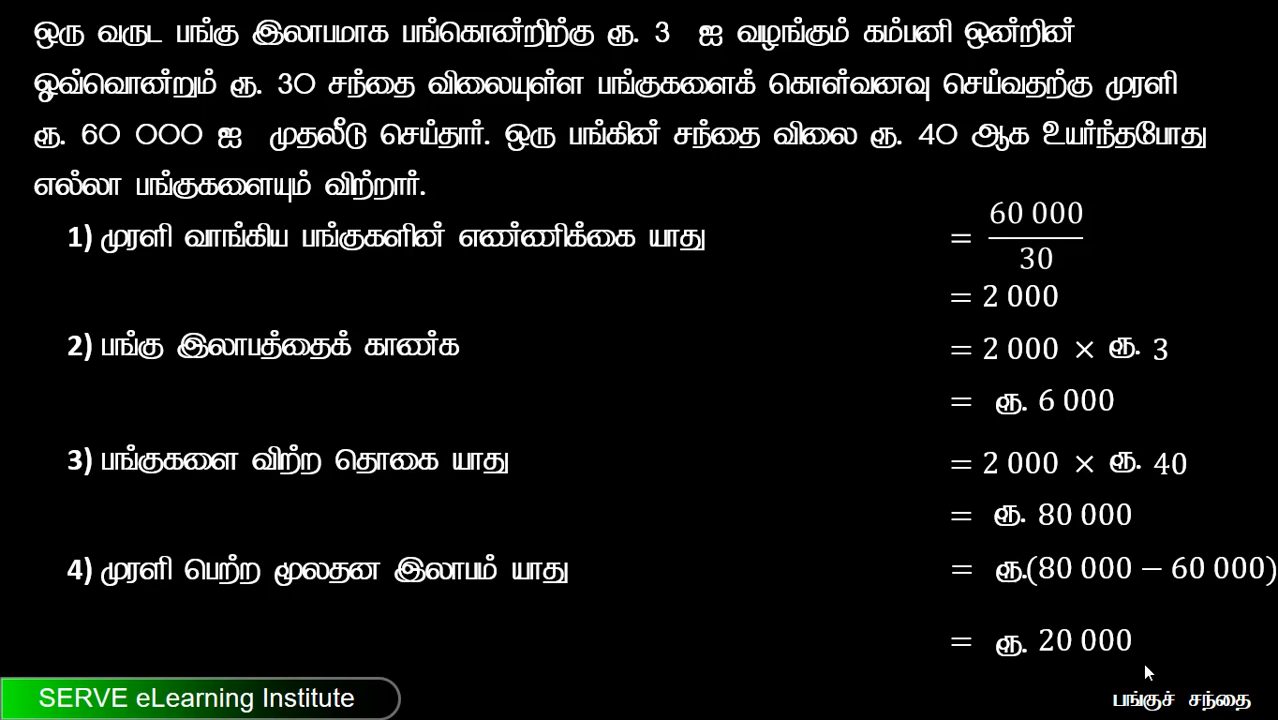 ஒரு வருட பங்கு இலாபமாக பங்கொன்றிற்கு ரூ. 3 ஐ வழங்கும் கம்பனி ஒன்றின்
ஒவ்வொன்றும் ரூ. 30 சந்தை விலையுள்ள பங்குகளைக் கொள்வனவு செய்வதற்கு முரளி
ரூ. 60 000 ஐ முதலீடு செய்தார். ஒரு பங்கின் சந்தை விலை ரூ. 40 ஆக உயர்ந்தபோது
எல்லா பங்குகளையும் விற்றார்.
1) முரளி வாங்கிய பங்குகளின் எண்ணிக்கை யாது = 60 000 / 30
= 2 000
2) பங்கு இலாபத்தைக் காண்க = 2 000 × ரூ. 3
= ரூ. 6 000
3) பங்குகளை விற்ற தொகை யாது = 2 000 × ரூ. 40
= ரூ. 80 000
4) முரளி பெற்ற மூலதன இலாபம் யாது = ரூ.(80 000 − 60 000)
= ரூ. 20 000
SERVE eLearning Institute
பங்குச் சந்தை